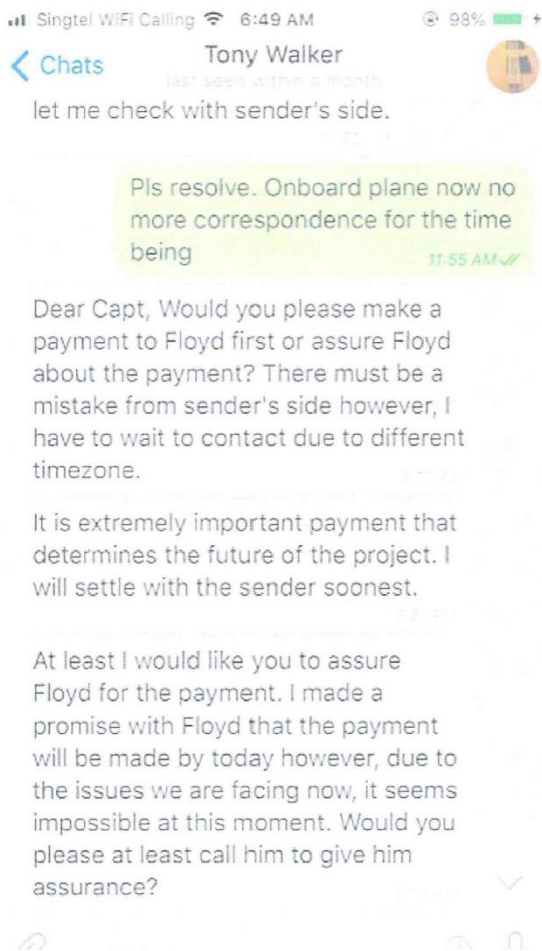 Singtel WiFi Calling 6:49 AM 98%
Chats
Tony Walker
last seen within a month
let me check with sender's side.
Pls resolve. Onboard plane now no
more correspondence for the time
being
11:55 AM
Dear Capt, Would you please make a
payment to Floyd first or assure Floyd
about the payment? There must be a
mistake from sender's side however, I
have to wait to contact due to different
timezone.
It is extremely important payment that
determines the future of the project. I
will settle with the sender soonest.
At least I would like you to assure
Floyd for the payment. I made a
promise with Floyd that the payment
will be made by today however, due to
the issues we are facing now, it seems
impossible at this moment. Would you
please at least call him to give him
assurance?